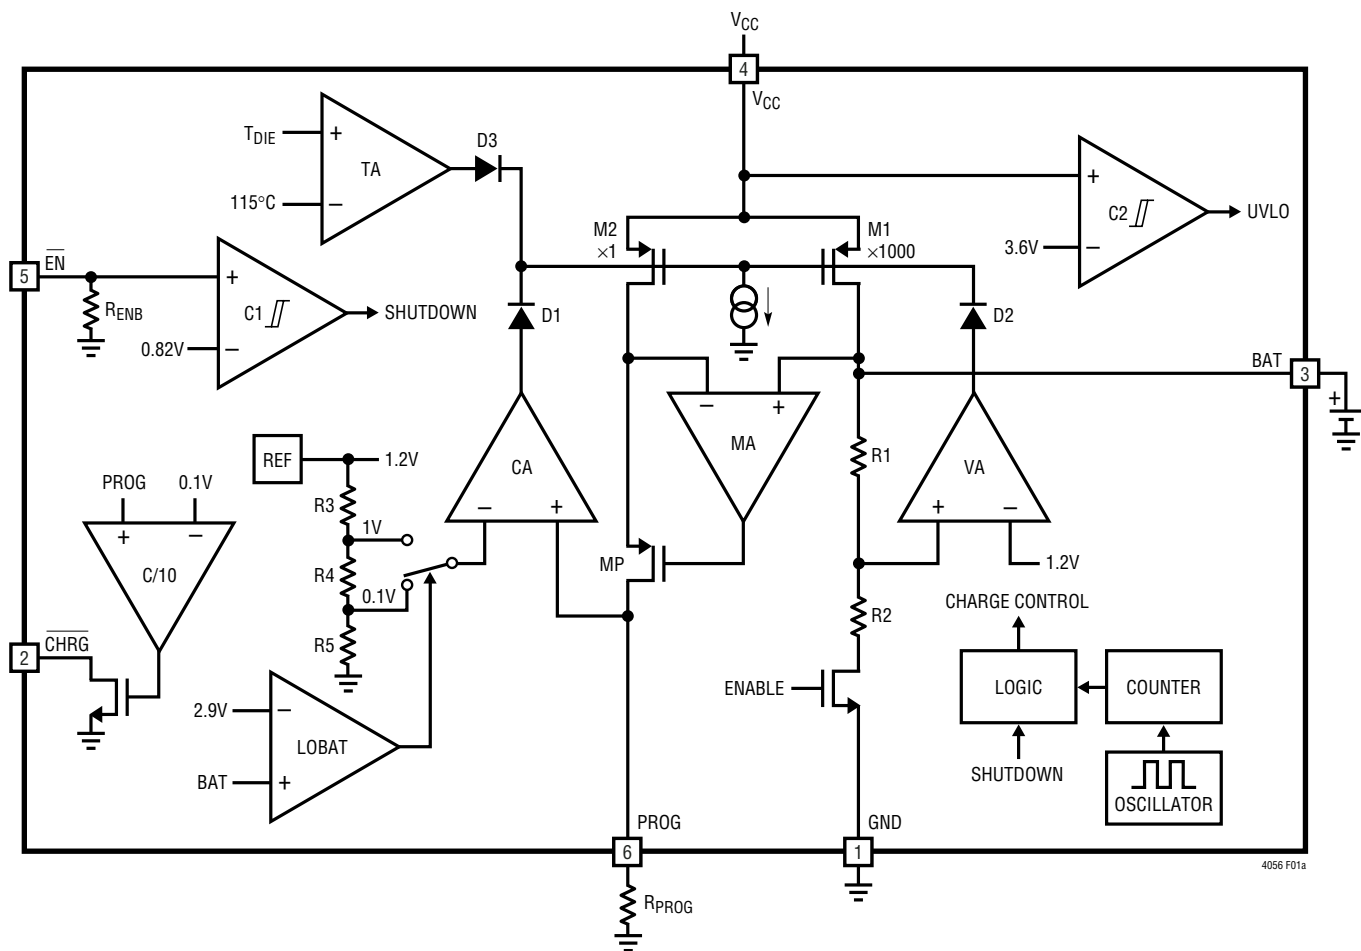 VCC
4
VCC
TDIE
+
TA
D3
115°C
−
+
C2
UVLO
3.6V
−
M2
×1
M1
×1000
EN
5
+
RENB
C1
SHUTDOWN
0.82V
−
D1
D2
BAT
3
+
−
+
MA
REF
1.2V
CA
R1
VA
PROG
0.1V
R3
−
+
+
−
+
−
1V
C/10
MP
1.2V
R4
0.1V
R2
CHARGE CONTROL
CHRG
2
R5
ENABLE
LOGIC
COUNTER
2.9V
−
LOBAT
BAT
+
SHUTDOWN
OSCILLATOR
PROG
GND
6
1
4056 F01a
RPROG